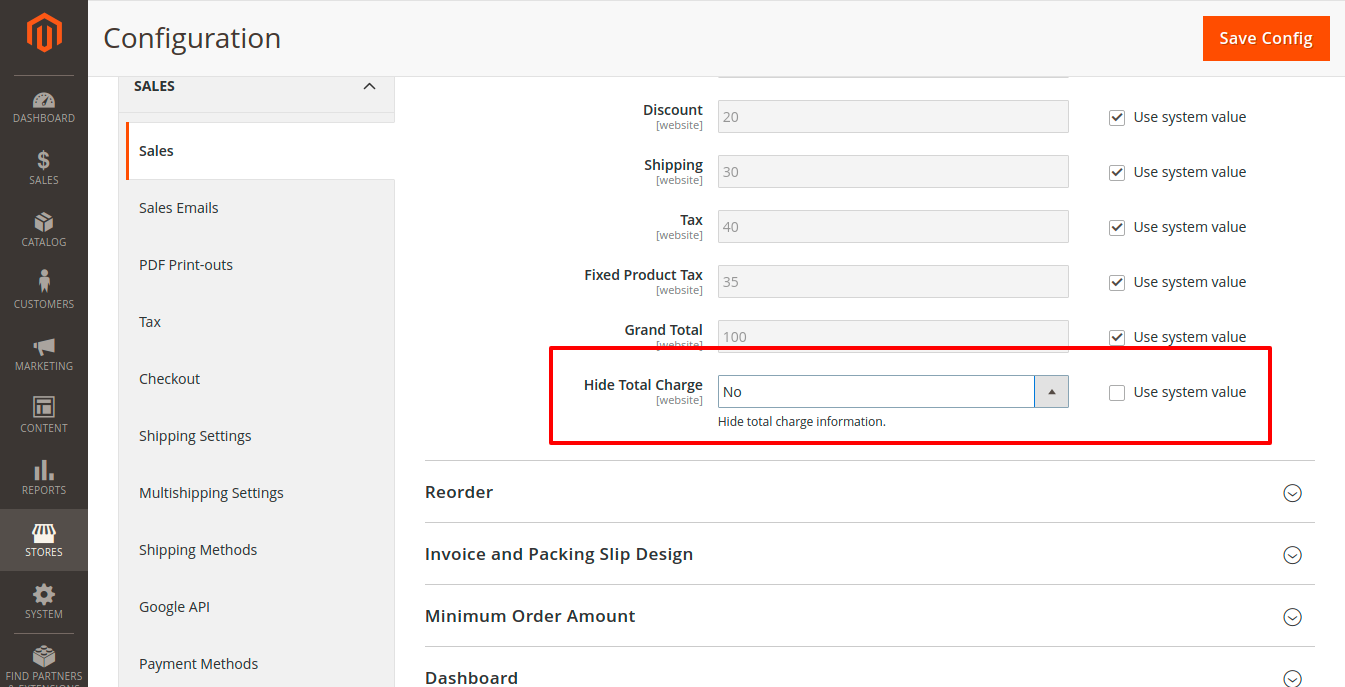 Configuration
Save Config
DASHBOARD
SALES
CATALOG
CUSTOMERS
MARKETING
CONTENT
REPORTS
STORES
SYSTEM
FIND PARTNERS
& EXTENSIONS
SALES
Sales
Sales Emails
PDF Print-outs
Tax
Checkout
Shipping Settings
Multishipping Settings
Shipping Methods
Google API
Payment Methods
Discount
[website]
20
Use system value
Shipping
[website]
30
Use system value
Tax
[website]
40
Use system value
Fixed Product Tax
[website]
35
Use system value
Grand Total
[website]
100
Use system value
Hide Total Charge
[website]
No
Use system value
Hide total charge information.
Reorder
Invoice and Packing Slip Design
Minimum Order Amount
Dashboard